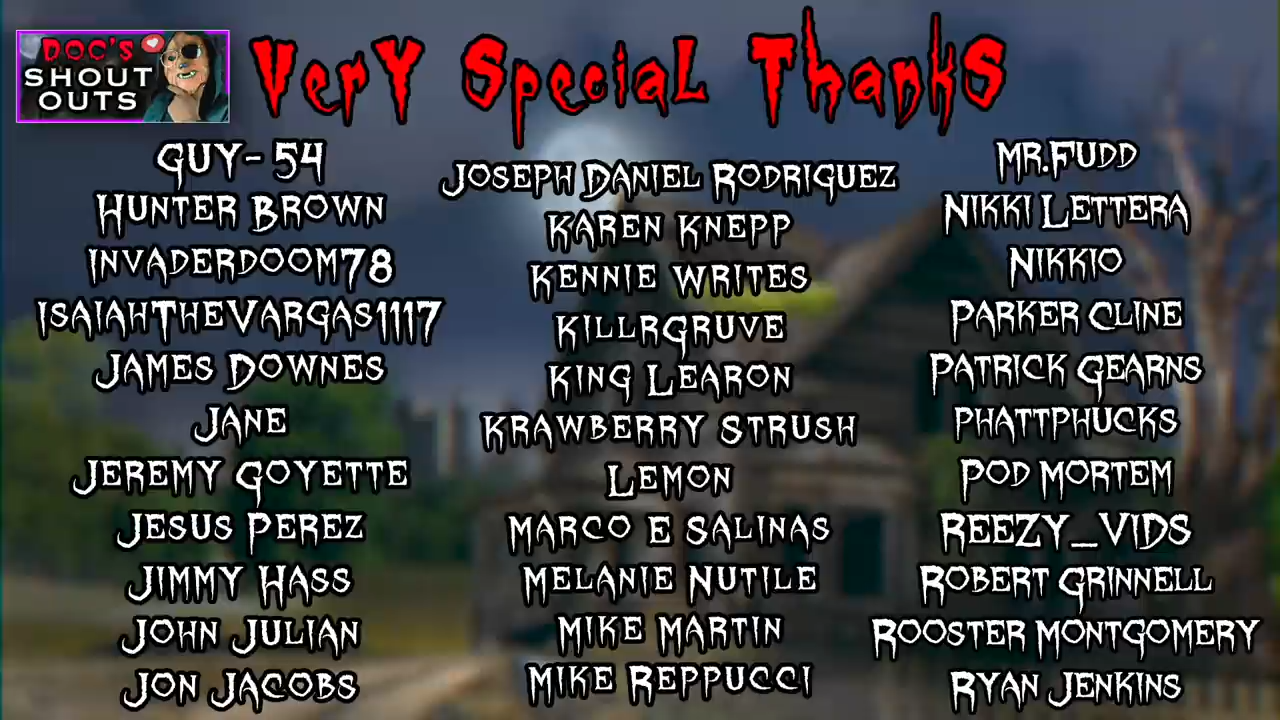 DOC'S
SHOUT
OUTS
VerY SpeciaL ThankS
GUY-54
HUNTER BROWN
INVADERDOOM78
ISAIAHTHEVARGAS1117
JAMES DOWNES
JANE
JEREMY GOYETTE
JESUS PEREZ
JIMMY HASS
JOHN JULIAN
JON JACOBS
JOSEPH DANIEL RODRIGUEZ
KAREN KNEPP
KENNIE WRITES
KILLRGRUVE
KING LEARON
KRAWBERRY STRUSH
LEMON
MARCO E SALINAS
MELANIE NUTILE
MIKE MARTIN
MIKE REPPUCCI
MR.FUDD
NIKKI LETTERA
NIKKIO
PARKER CLINE
PATRICK GEARNS
PHATTPHUCKS
POD MORTEM
REEZY_VIDS
ROBERT GRINNELL
ROOSTER MONTGOMERY
RYAN JENKINS